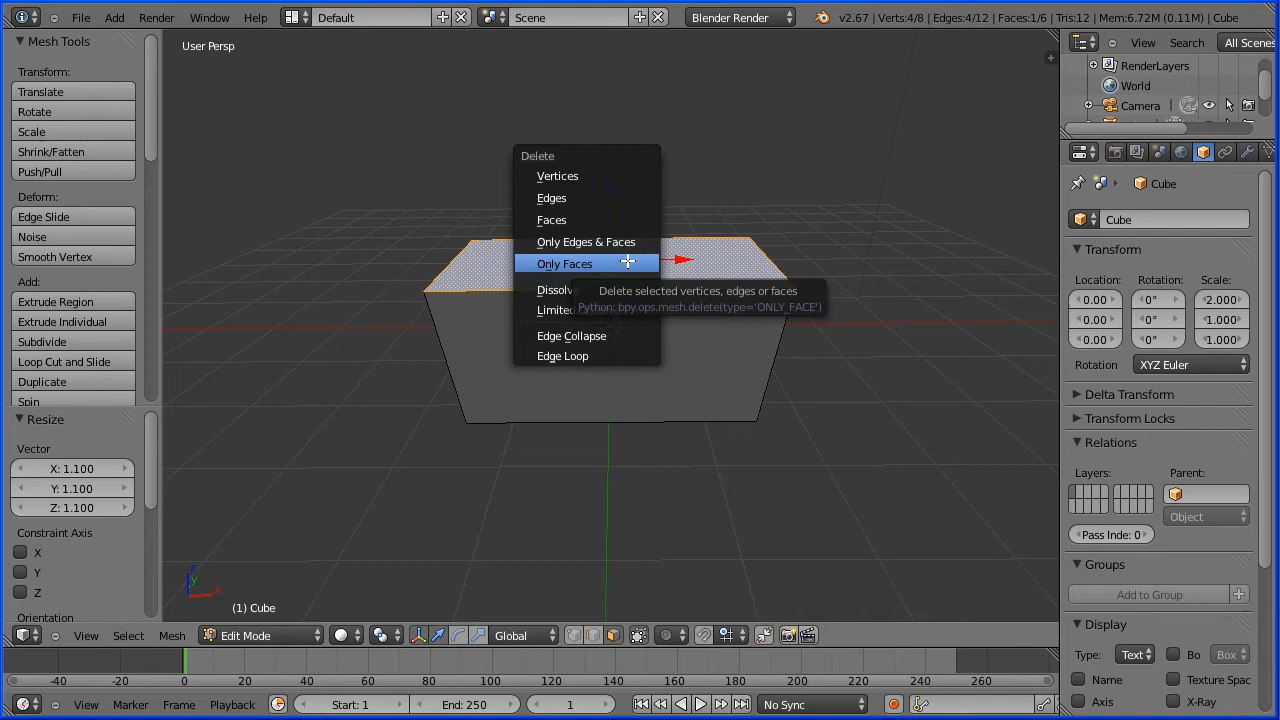 File Add Render Window Help Default Scene Blender Render v2.67 | Verts:4/8 | Edges:4/12 | Faces:1/6 | Tris:12 | Mem:6.72M (0.11M) | Cube
Mesh Tools
Transform:
Translate
Rotate
Scale
Shrink/Fatten
Push/Pull
Deform:
Edge Slide
Noise
Smooth Vertex
Add:
Extrude Region
Extrude Individual
Subdivide
Loop Cut and Slide
Duplicate
Spin
Resize
Vector
X: 1.100
Y: 1.100
Z: 1.100
Constraint Axis
X
Y
Z
Orientation
User Persp
Delete
Vertices
Edges
Faces
Only Edges & Faces
Only Faces
Dissolve
Limited
Edge Collapse
Edge Loop
Delete selected vertices, edges or faces
Python: bpy.ops.mesh.delete(type='ONLY_FACE')
z
y
x
(1) Cube
View Search All Scenes
RenderLayers
World
Camera
Cube
Cube
Transform
Location: Rotation: Scale:
0.00 0° 2.000
0.00 0° 1.000
0.00 0° 1.000
Rotation XYZ Euler
Delta Transform
Transform Locks
Relations
Layers: Parent:
Object
Pass Inde: 0
Groups
Add to Group
Display
Type: Text Bo Box
Name Texture Spac
Axis X-Ray
View Select Mesh Edit Mode Global
-40 -20 0 20 40 60 80 100 120 140 160 180 200 220 240 260
View Marker Frame Playback Start: 1 End: 250 1 No Sync